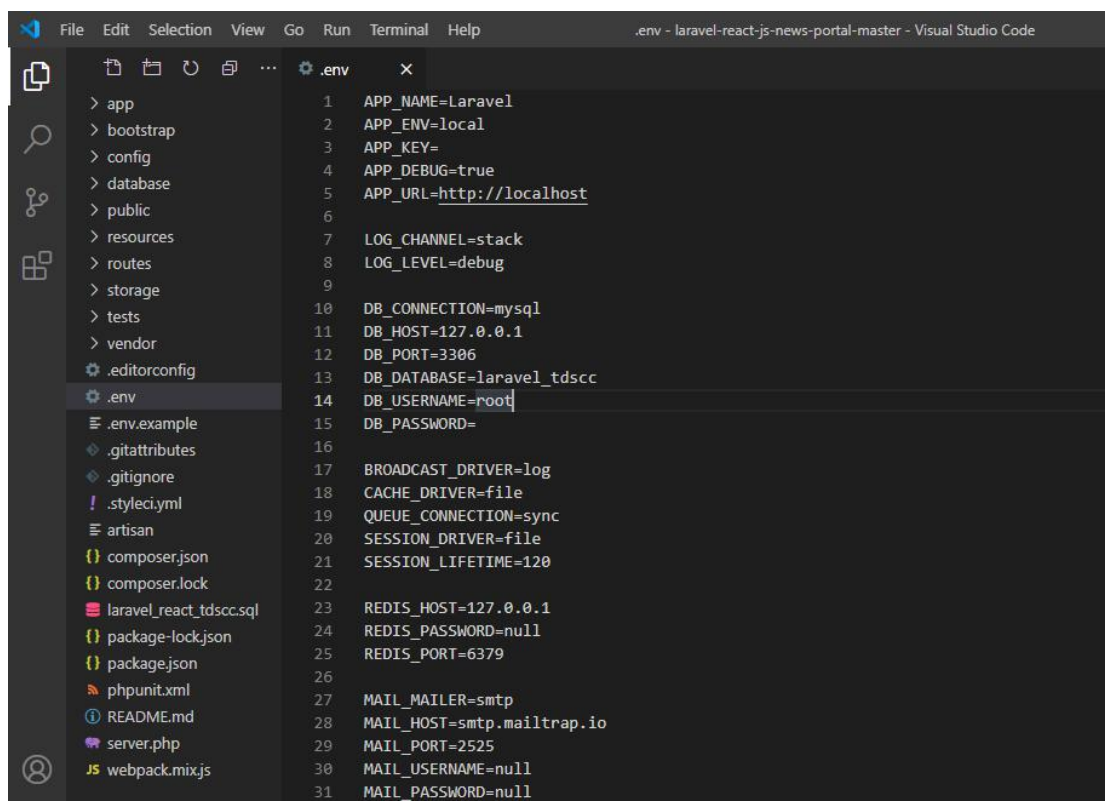 File Edit Selection View Go Run Terminal Help .env - laravel-react-js-news-portal-master - Visual Studio Code
.env
app
bootstrap
config
database
public
resources
routes
storage
tests
vendor
.editorconfig
.env
.env.example
.gitattributes
.gitignore
.styleci.yml
artisan
composer.json
composer.lock
laravel_react_tdscc.sql
package-lock.json
package.json
phpunit.xml
README.md
server.php
JS webpack.mix.js
1 APP_NAME=Laravel
2 APP_ENV=local
3 APP_KEY=
4 APP_DEBUG=true
5 APP_URL=http://localhost
6
7 LOG_CHANNEL=stack
8 LOG_LEVEL=debug
9
10 DB_CONNECTION=mysql
11 DB_HOST=127.0.0.1
12 DB_PORT=3306
13 DB_DATABASE=laravel_tdscc
14 DB_USERNAME=root
15 DB_PASSWORD=
16
17 BROADCAST_DRIVER=log
18 CACHE_DRIVER=file
19 QUEUE_CONNECTION=sync
20 SESSION_DRIVER=file
21 SESSION_LIFETIME=120
22
23 REDIS_HOST=127.0.0.1
24 REDIS_PASSWORD=null
25 REDIS_PORT=6379
26
27 MAIL_MAILER=smtp
28 MAIL_HOST=smtp.mailtrap.io
29 MAIL_PORT=2525
30 MAIL_USERNAME=null
31 MAIL_PASSWORD=null